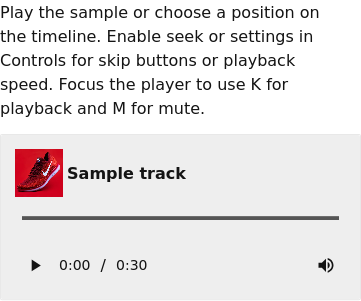 Play the sample or choose a position on
the timeline. Enable seek or settings in
Controls for skip buttons or playback
speed. Focus the player to use K for
playback and M for mute.
Sample track
0:00 / 0:30